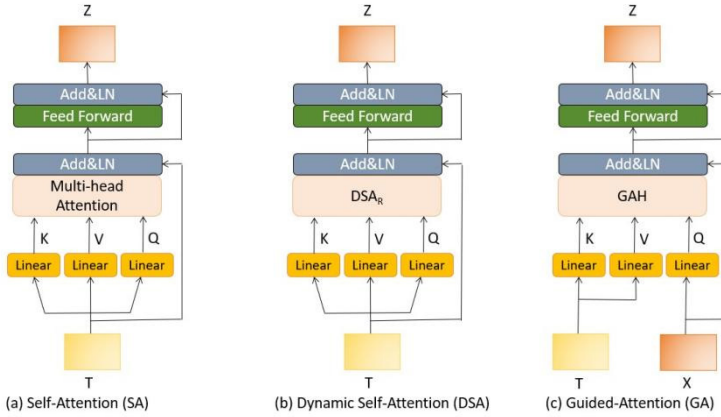 Z
Add&LN
Feed Forward
Add&LN
Multi-head
Attention
K V Q
Linear Linear Linear
T
(a) Self-Attention (SA)
Z
Add&LN
Feed Forward
Add&LN
DSA_R
K V Q
Linear Linear Linear
T
(b) Dynamic Self-Attention (DSA)
Z
Add&LN
Feed Forward
Add&LN
GAH
K V Q
Linear Linear Linear
T X
(c) Guided-Attention (GA)